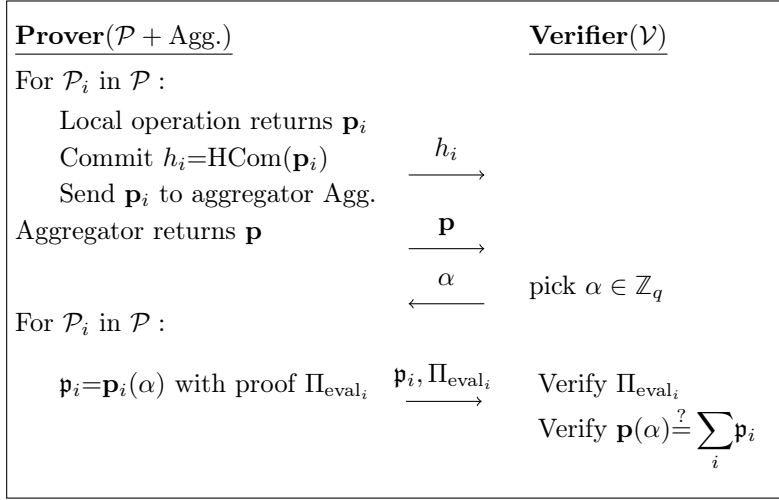 Prover(𝒫 + Agg.) Verifier(𝒱)
For 𝒫ᵢ in 𝒫 :
Local operation returns 𝐩ᵢ
Commit hᵢ=HCom(𝐩ᵢ) hᵢ
Send 𝐩ᵢ to aggregator Agg.
Aggregator returns 𝐩 𝐩
α pick α ∈ ℤ_q
For 𝒫ᵢ in 𝒫 :
𝔭ᵢ=𝐩ᵢ(α) with proof Π_evalᵢ 𝔭ᵢ, Π_evalᵢ Verify Π_evalᵢ
Verify 𝐩(α) ≟ ∑ᵢ 𝔭ᵢ